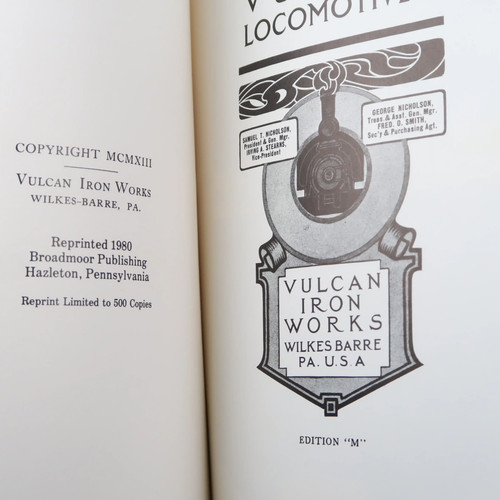 COPYRIGHT MCMXIII
VULCAN IRON WORKS
WILKES-BARRE, PA.
Reprinted 1980
Broadmoor Publishing
Hazleton, Pennsylvania
Reprint Limited to 500 Copies
SAMUEL T. NICHOLSON,
President & Gen. Mgr.
IRVING A. STEARNS,
Vice-President
GEORGE NICHOLSON,
Treas. & Asst. Gen. Mgr.
FRED. O. SMITH,
Sec'y & Purchasing Agt.
VULCAN
IRON
WORKS
WILKES BARRE
PA. U.S.A
EDITION "M"